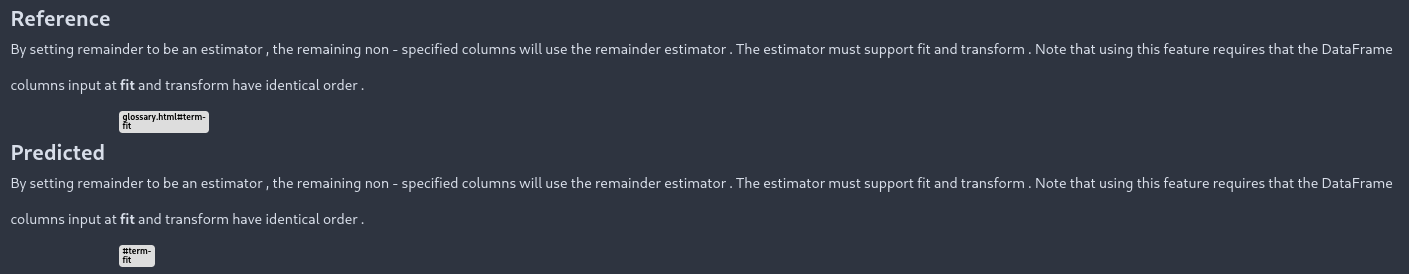 Reference
By setting remainder to be an estimator , the remaining non - specified columns will use the remainder estimator . The estimator must support fit and transform . Note that using this feature requires that the DataFrame
columns input at fit and transform have identical order .
glossary.html#term-
fit
Predicted
By setting remainder to be an estimator , the remaining non - specified columns will use the remainder estimator . The estimator must support fit and transform . Note that using this feature requires that the DataFrame
columns input at fit and transform have identical order .
#term-
fit